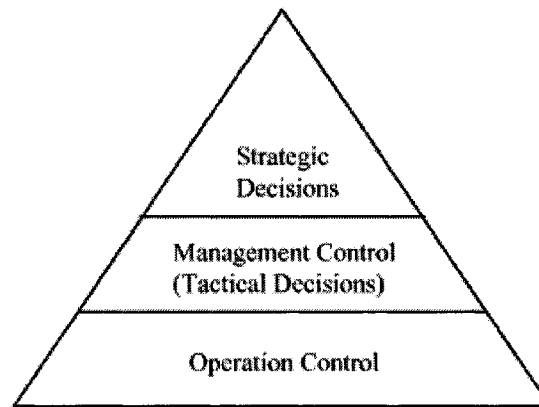 Strategic
Decisions
Management Control
(Tactical Decisions)
Operation Control